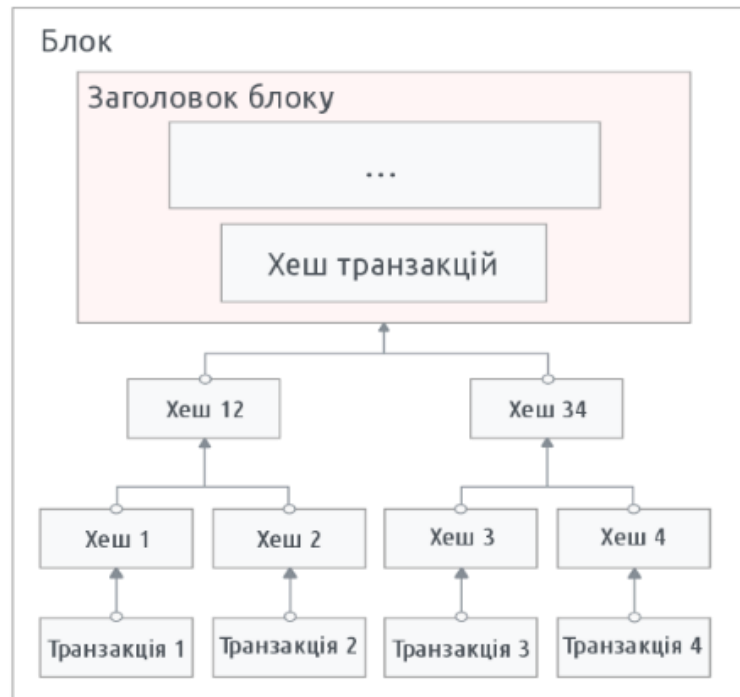 Блок
Заголовок блоку
...
Хеш транзакцій
Хеш 12
Хеш 34
Хеш 1
Хеш 2
Хеш 3
Хеш 4
Транзакція 1
Транзакція 2
Транзакція 3
Транзакція 4